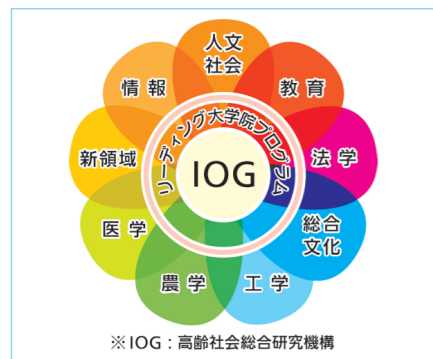 人文
社会
教育
法学
総合
文化
工学
農学
医学
新領域
情報
リーディング大学院プログラム
IOG
※IOG：高齢社会総合研究機構